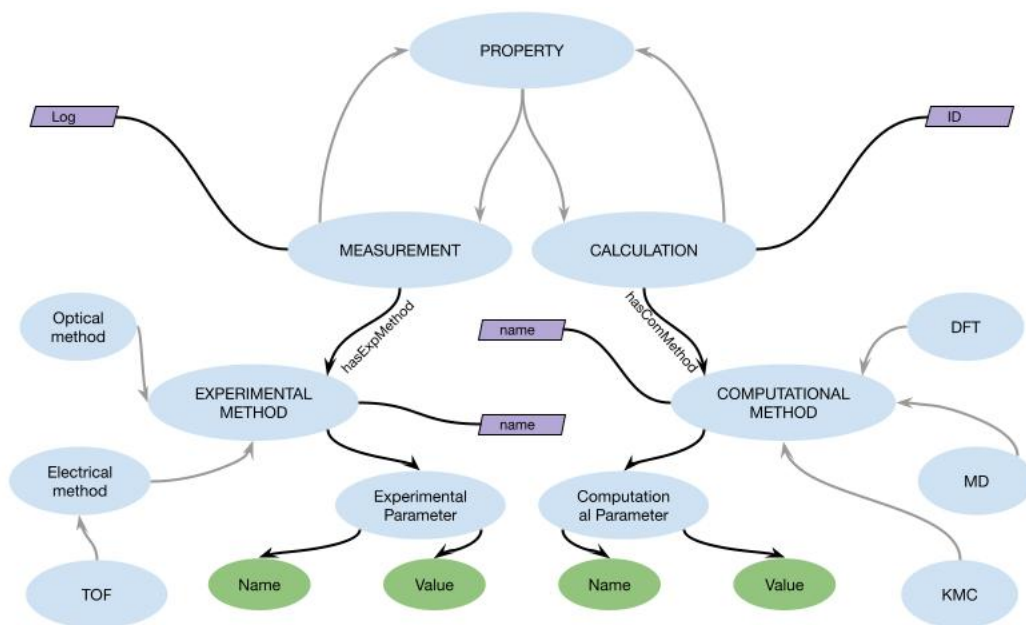 PROPERTY
Log
ID
MEASUREMENT
CALCULATION
hasExpMethod
hasComMethod
Optical
method
name
DFT
EXPERIMENTAL
METHOD
COMPUTATIONAL
METHOD
name
Electrical
method
Experimental
Parameter
Computation
al Parameter
MD
TOF
Name
Value
Name
Value
KMC